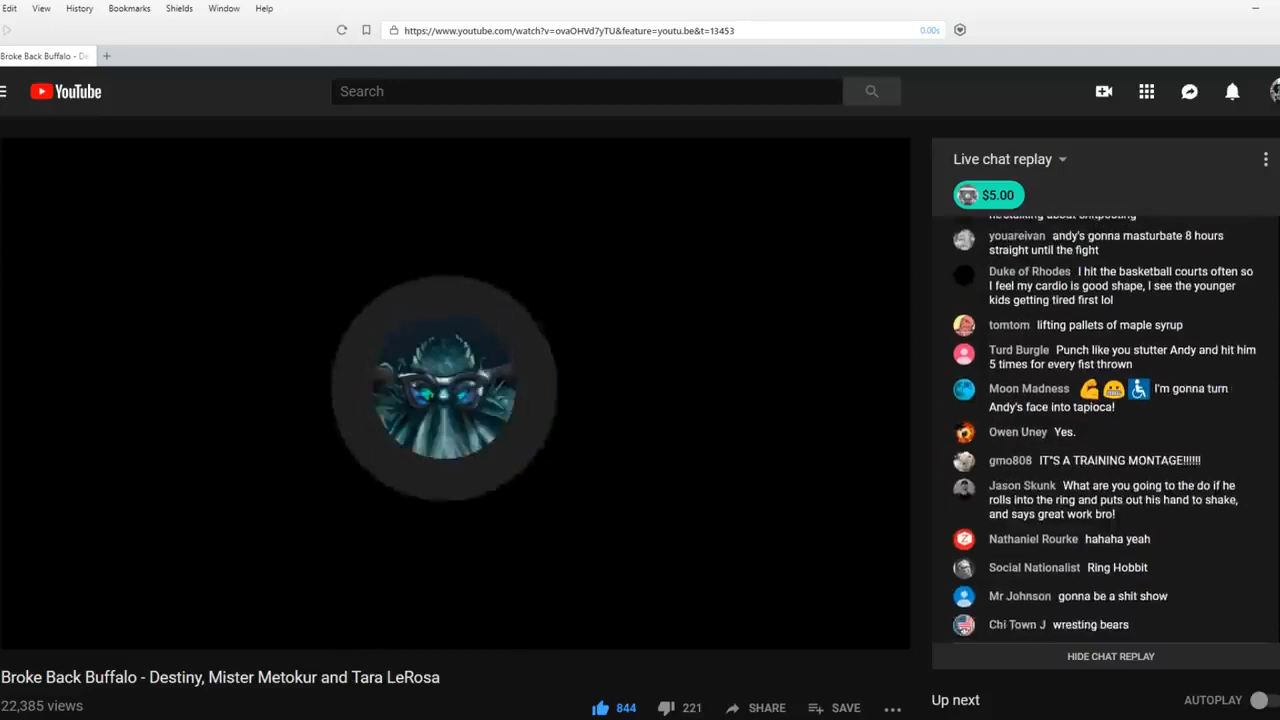 Edit View History Bookmarks Shields Window Help
https://www.youtube.com/watch?v=ovaOHVd7yTU&feature=youtu.be&t=13453 0.00s
Broke Back Buffalo - De
YouTube
Search
Live chat replay
$5.00
he stalking about shitposting
youareivan andy's gonna masturbate 8 hours
straight until the fight
Duke of Rhodes I hit the basketball courts often so
I feel my cardio is good shape, I see the younger
kids getting tired first lol
tomtom lifting pallets of maple syrup
Turd Burgle Punch like you stutter Andy and hit him
5 times for every fist thrown
Moon Madness 💪😬♿ I'm gonna turn
Andy's face into tapioca!
Owen Uney Yes.
gmo808 IT"S A TRAINING MONTAGE!!!!!!
Jason Skunk What are you going to the do if he
rolls into the ring and puts out his hand to shake,
and says great work bro!
Nathaniel Rourke hahaha yeah
Social Nationalist Ring Hobbit
Mr Johnson gonna be a shit show
Chi Town J wresting bears
HIDE CHAT REPLAY
Broke Back Buffalo - Destiny, Mister Metokur and Tara LeRosa
22,385 views
844 221 SHARE SAVE
Up next AUTOPLAY